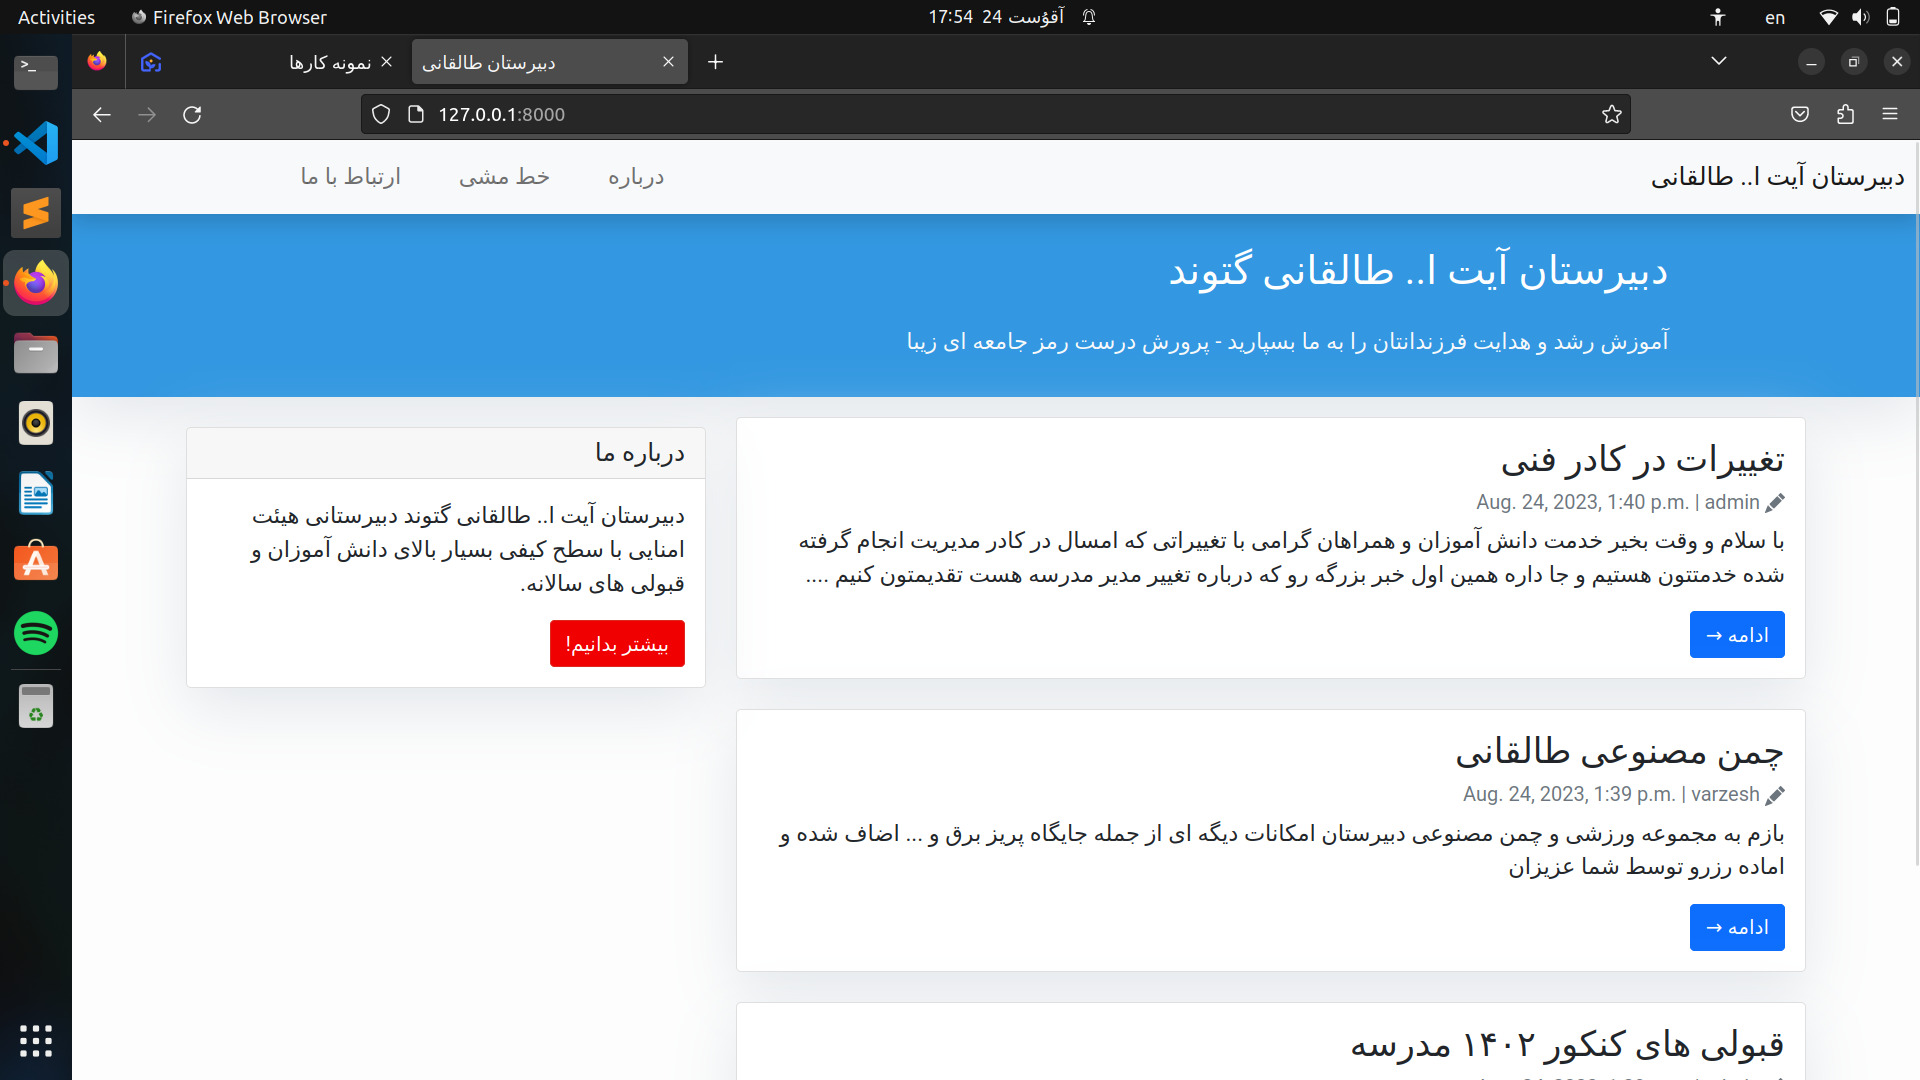 Activities
Firefox Web Browser
17:54 24 آقۇست
en
نمونه کارها
دبیرستان طالقانی
127.0.0.1:8000
دبیرستان آیت ا.. طالقانی
درباره
خط مشی
ارتباط با ما
دبیرستان آیت ا.. طالقانی گتوند
آموزش رشد و هدایت فرزندانتان را به ما بسپارید - پرورش درست رمز جامعه ای زیبا
تغییرات در کادر فنی
Aug. 24, 2023, 1:40 p.m. | admin
با سلام و وقت بخیر خدمت دانش آموزان و همراهان گرامی با تغییراتی که امسال در کادر مدیریت انجام گرفته
شده خدمتتون هستیم و جا داره همین اول خبر بزرگه رو که درباره تغییر مدیر مدرسه هست تقدیمتون کنیم ....
ادامه →
درباره ما
دبیرستان آیت ا.. طالقانی گتوند دبیرستانی هیئت
امنایی با سطح کیفی بسیار بالای دانش آموزان و
قبولی های سالانه.
بیشتر بدانیم!
چمن مصنوعی طالقانی
Aug. 24, 2023, 1:39 p.m. | varzesh
بازم به مجموعه ورزشی و چمن مصنوعی دبیرستان امکانات دیگه ای از جمله جایگاه پریز برق و ... اضاف شده و
اماده رزرو توسط شما عزیزان
ادامه →
قبولی های کنکور ۱۴۰۲ مدرسه